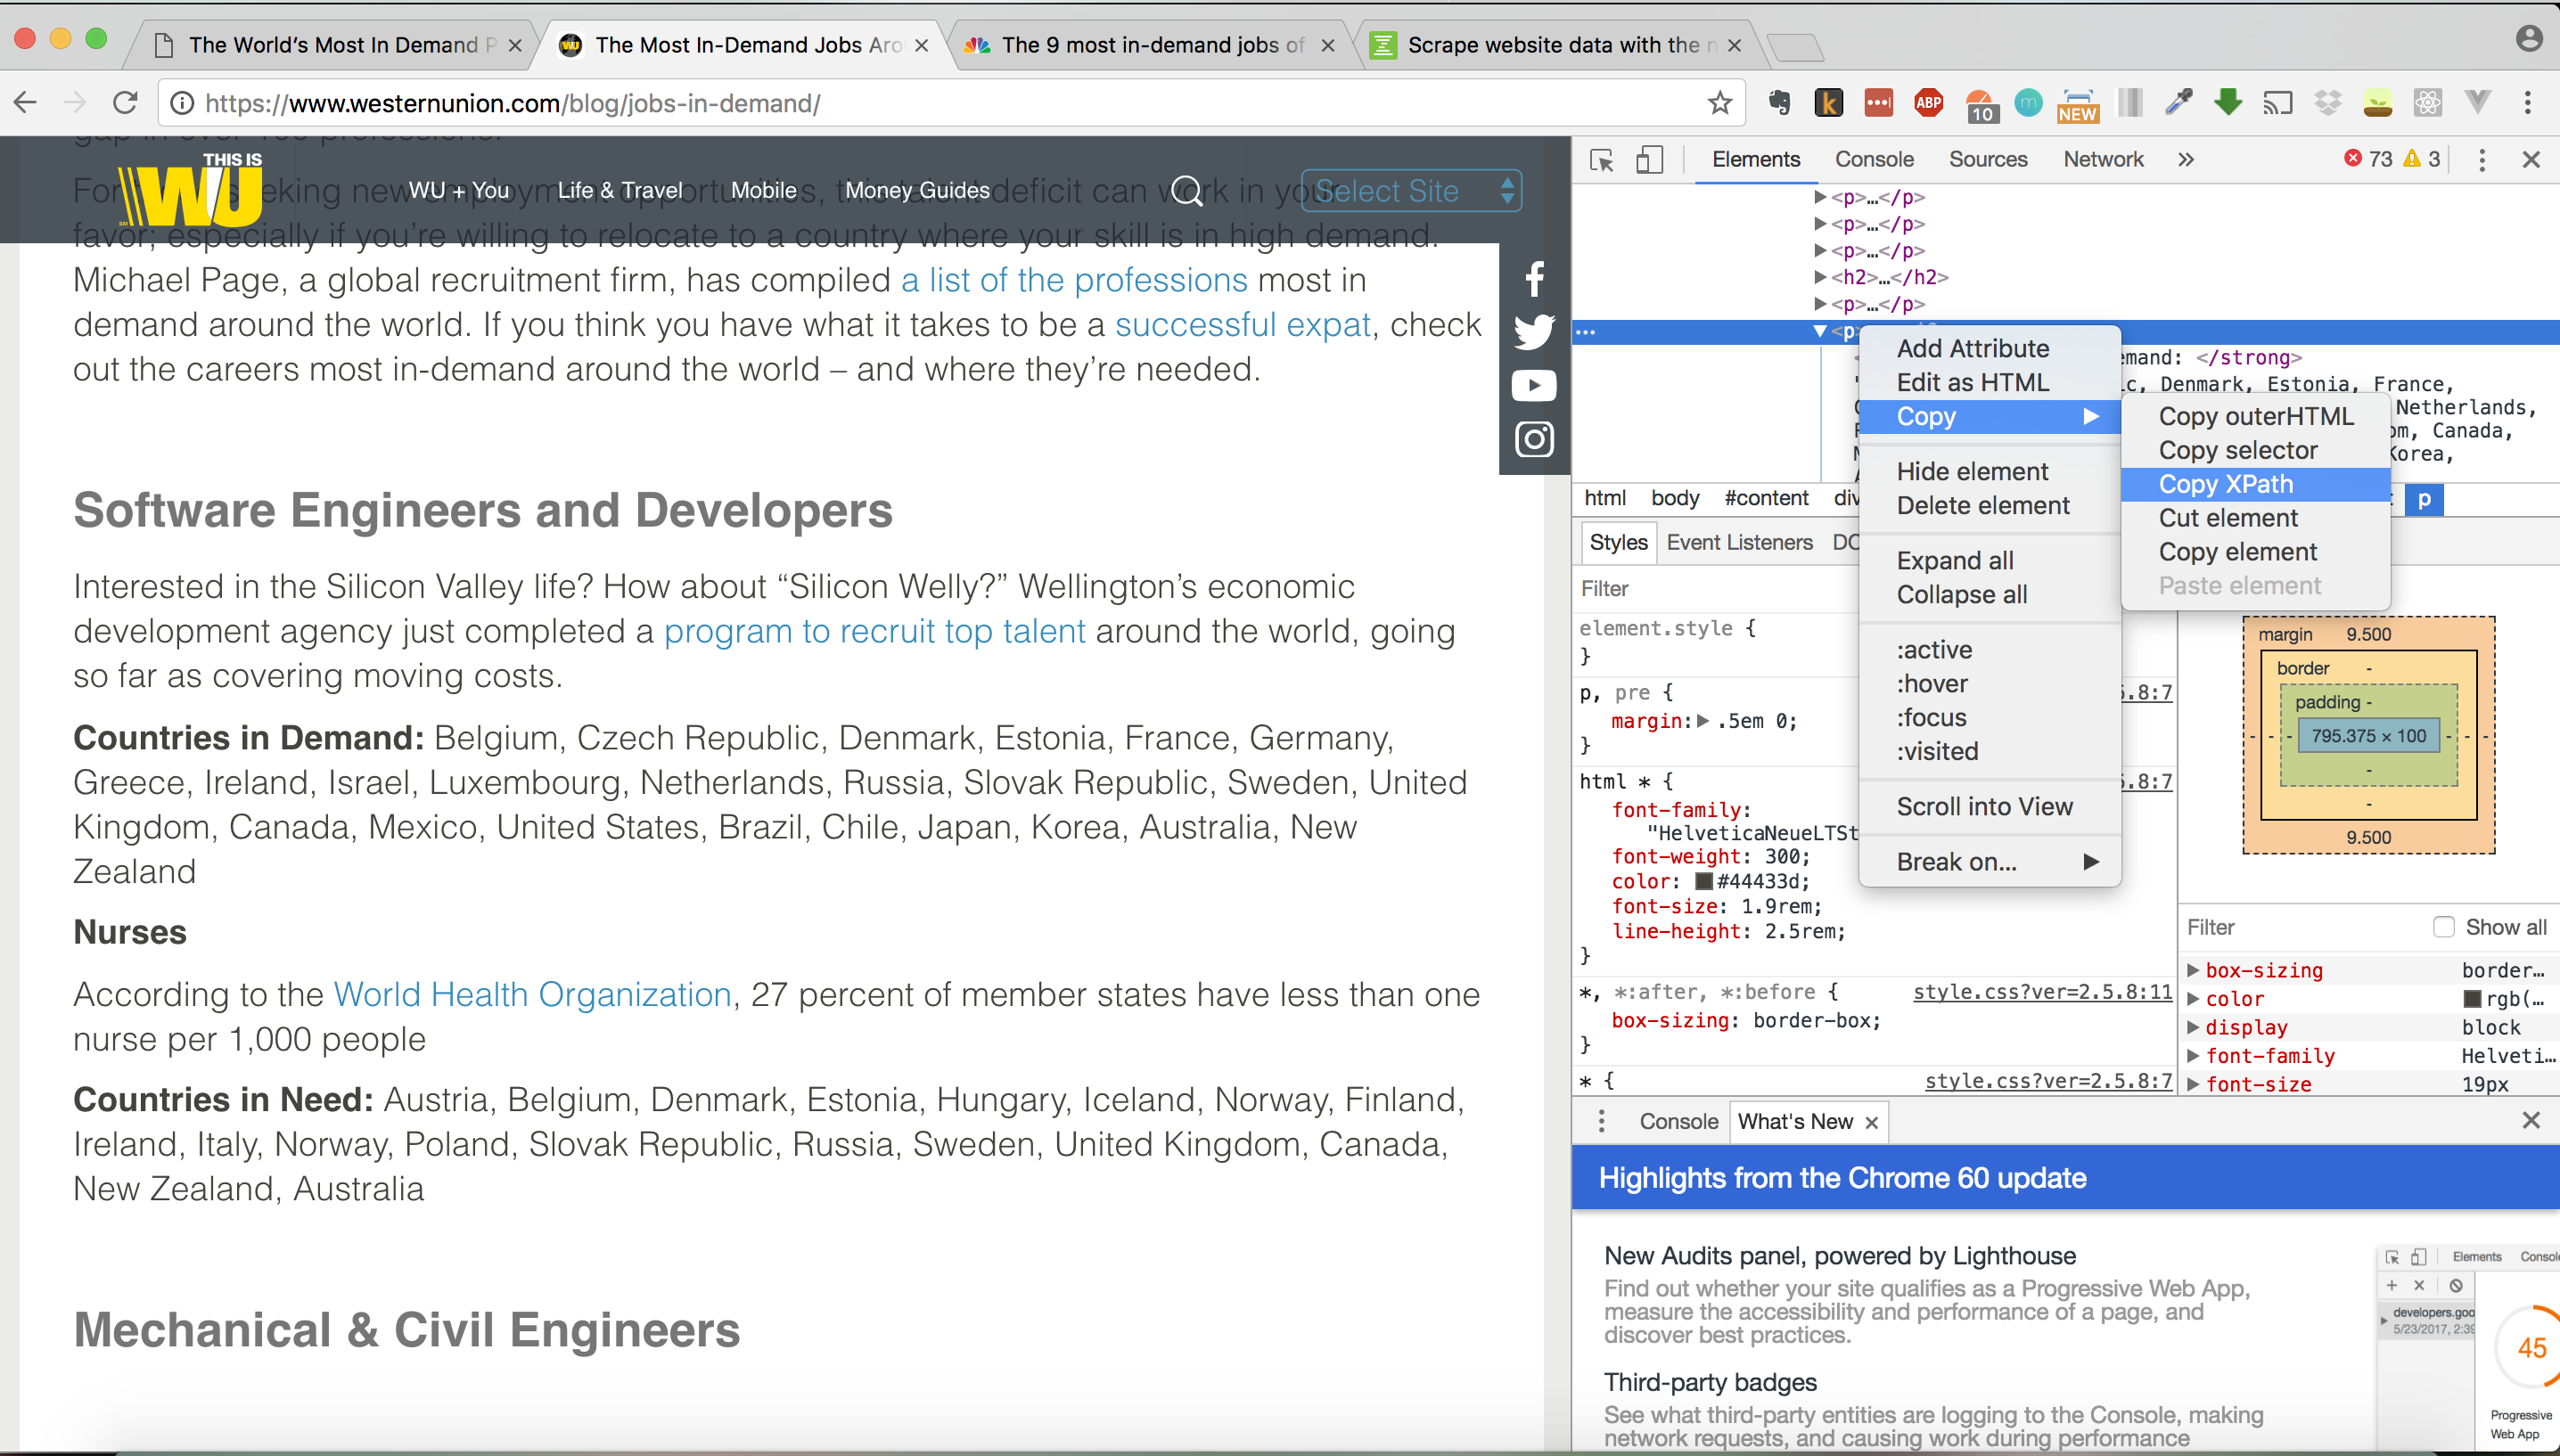 The World's Most In Demand P
The Most In-Demand Jobs Aro
The 9 most in-demand jobs of
Scrape website data with the n
https://www.westernunion.com/blog/jobs-in-demand/
ABP
10
m
NEW
THIS IS
WU
WU + You
Life & Travel
Mobile
Money Guides
Select Site
favor; especially if you're willing to relocate to a country where your skill is in high demand.
Michael Page, a global recruitment firm, has compiled a list of the professions most in
demand around the world. If you think you have what it takes to be a successful expat, check
out the careers most in-demand around the world – and where they're needed.
Software Engineers and Developers
Interested in the Silicon Valley life? How about “Silicon Welly?” Wellington's economic
development agency just completed a program to recruit top talent around the world, going
so far as covering moving costs.
Countries in Demand: Belgium, Czech Republic, Denmark, Estonia, France, Germany,
Greece, Ireland, Israel, Luxembourg, Netherlands, Russia, Slovak Republic, Sweden, United
Kingdom, Canada, Mexico, United States, Brazil, Chile, Japan, Korea, Australia, New
Zealand
Nurses
According to the World Health Organization, 27 percent of member states have less than one
nurse per 1,000 people
Countries in Need: Austria, Belgium, Denmark, Estonia, Hungary, Iceland, Norway, Finland,
Ireland, Italy, Norway, Poland, Slovak Republic, Russia, Sweden, United Kingdom, Canada,
New Zealand, Australia
Mechanical & Civil Engineers
Elements
Console
Sources
Network
»
73
3
<p>…</p>
<p>…</p>
<p>…</p>
<h2>…</h2>
<p>…</p>
<p>
emand: </strong>
ic, Denmark, Estonia, France,
Netherlands,
om, Canada,
Korea,
Add Attribute
Edit as HTML
Copy
Hide element
Delete element
Expand all
Collapse all
:active
:hover
:focus
:visited
Scroll into View
Break on...
Copy outerHTML
Copy selector
Copy XPath
Cut element
Copy element
Paste element
html body #content div p
Styles
Event Listeners
DO
Filter
element.style {
}
p, pre {
5.8:7
margin: .5em 0;
}
html * {
5.8:7
font-family:
"HelveticaNeueLTSt
font-weight: 300;
color: #44433d;
font-size: 1.9rem;
line-height: 2.5rem;
}
*, *:after, *:before {
style.css?ver=2.5.8:11
box-sizing: border-box;
}
* {
style.css?ver=2.5.8:7
margin 9.500
border -
padding -
795.375 × 100
-
-
9.500
Filter
Show all
box-sizing border…
color rgb(…
display block
font-family Helveti…
font-size 19px
Console
What's New
Highlights from the Chrome 60 update
New Audits panel, powered by Lighthouse
Find out whether your site qualifies as a Progressive Web App,
measure the accessibility and performance of a page, and
discover best practices.
Third-party badges
See what third-party entities are logging to the Console, making
network requests, and causing work during performance
Elements Consol
developers.goo
5/23/2017, 2:39
45
Progressive
Web App